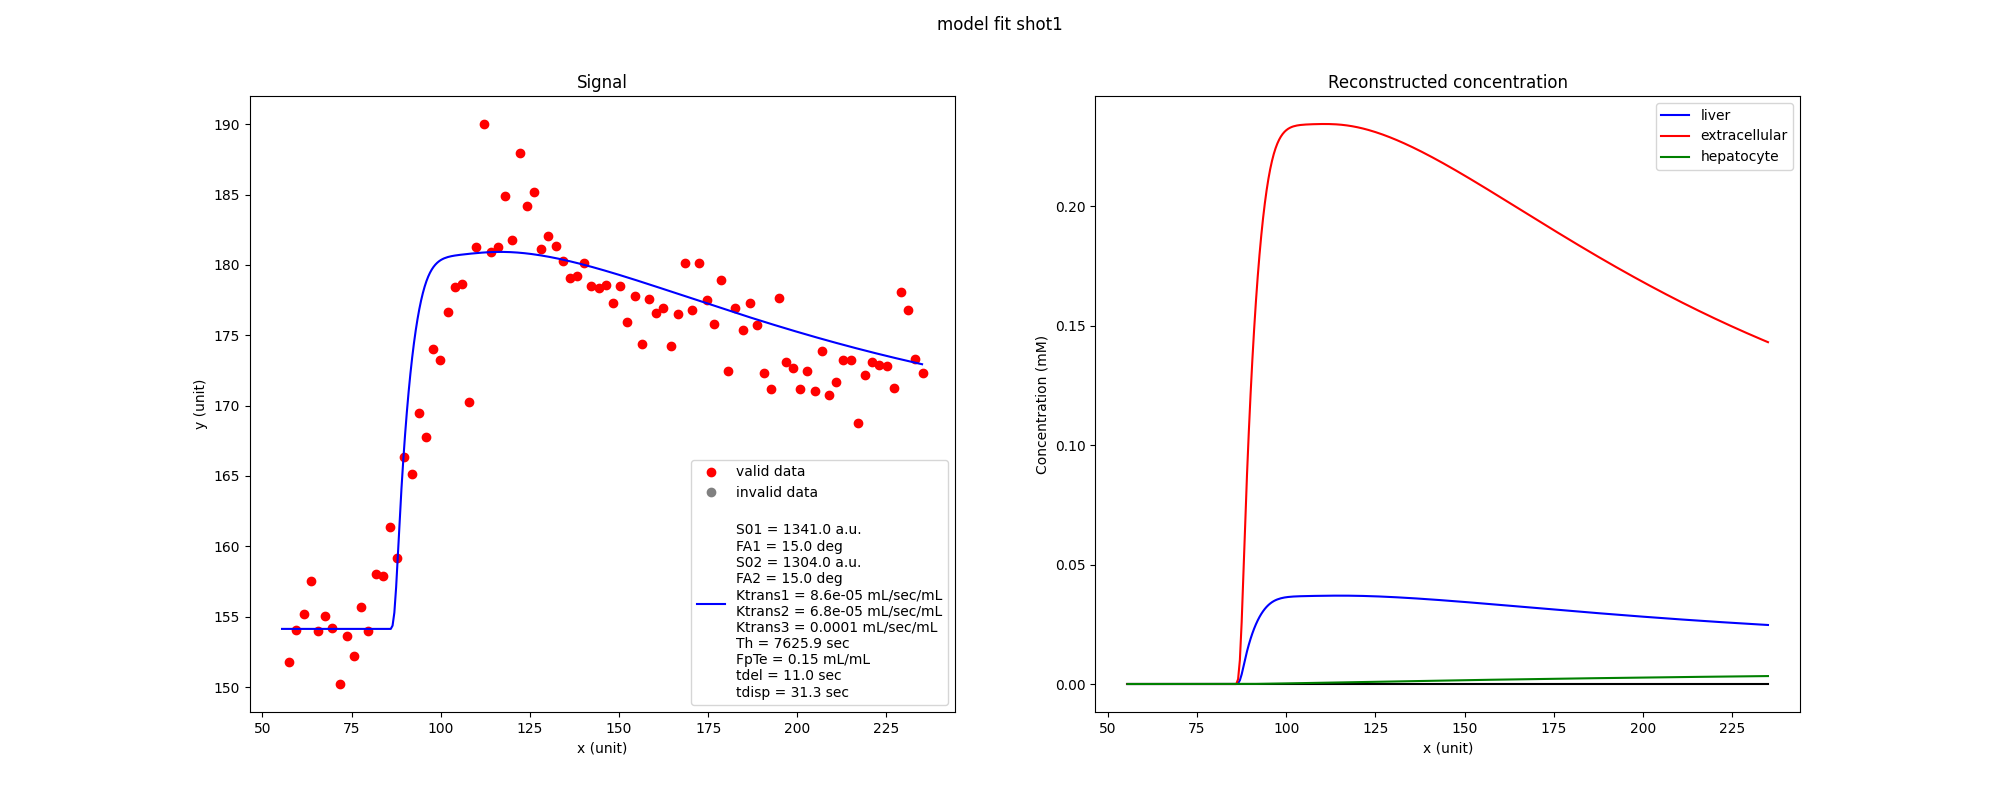 model fit shot1
Signal
y (unit)
190
185
180
175
170
165
160
155
150
valid data
invalid data
S01 = 1341.0 a.u.
FA1 = 15.0 deg
S02 = 1304.0 a.u.
FA2 = 15.0 deg
Ktrans1 = 8.6e-05 mL/sec/mL
Ktrans2 = 6.8e-05 mL/sec/mL
Ktrans3 = 0.0001 mL/sec/mL
Th = 7625.9 sec
FpTe = 0.15 mL/mL
tdel = 11.0 sec
tdisp = 31.3 sec
50 75 100 125 150 175 200 225
x (unit)
Reconstructed concentration
Concentration (mM)
0.20
0.15
0.10
0.05
0.00
liver
extracellular
hepatocyte
50 75 100 125 150 175 200 225
x (unit)